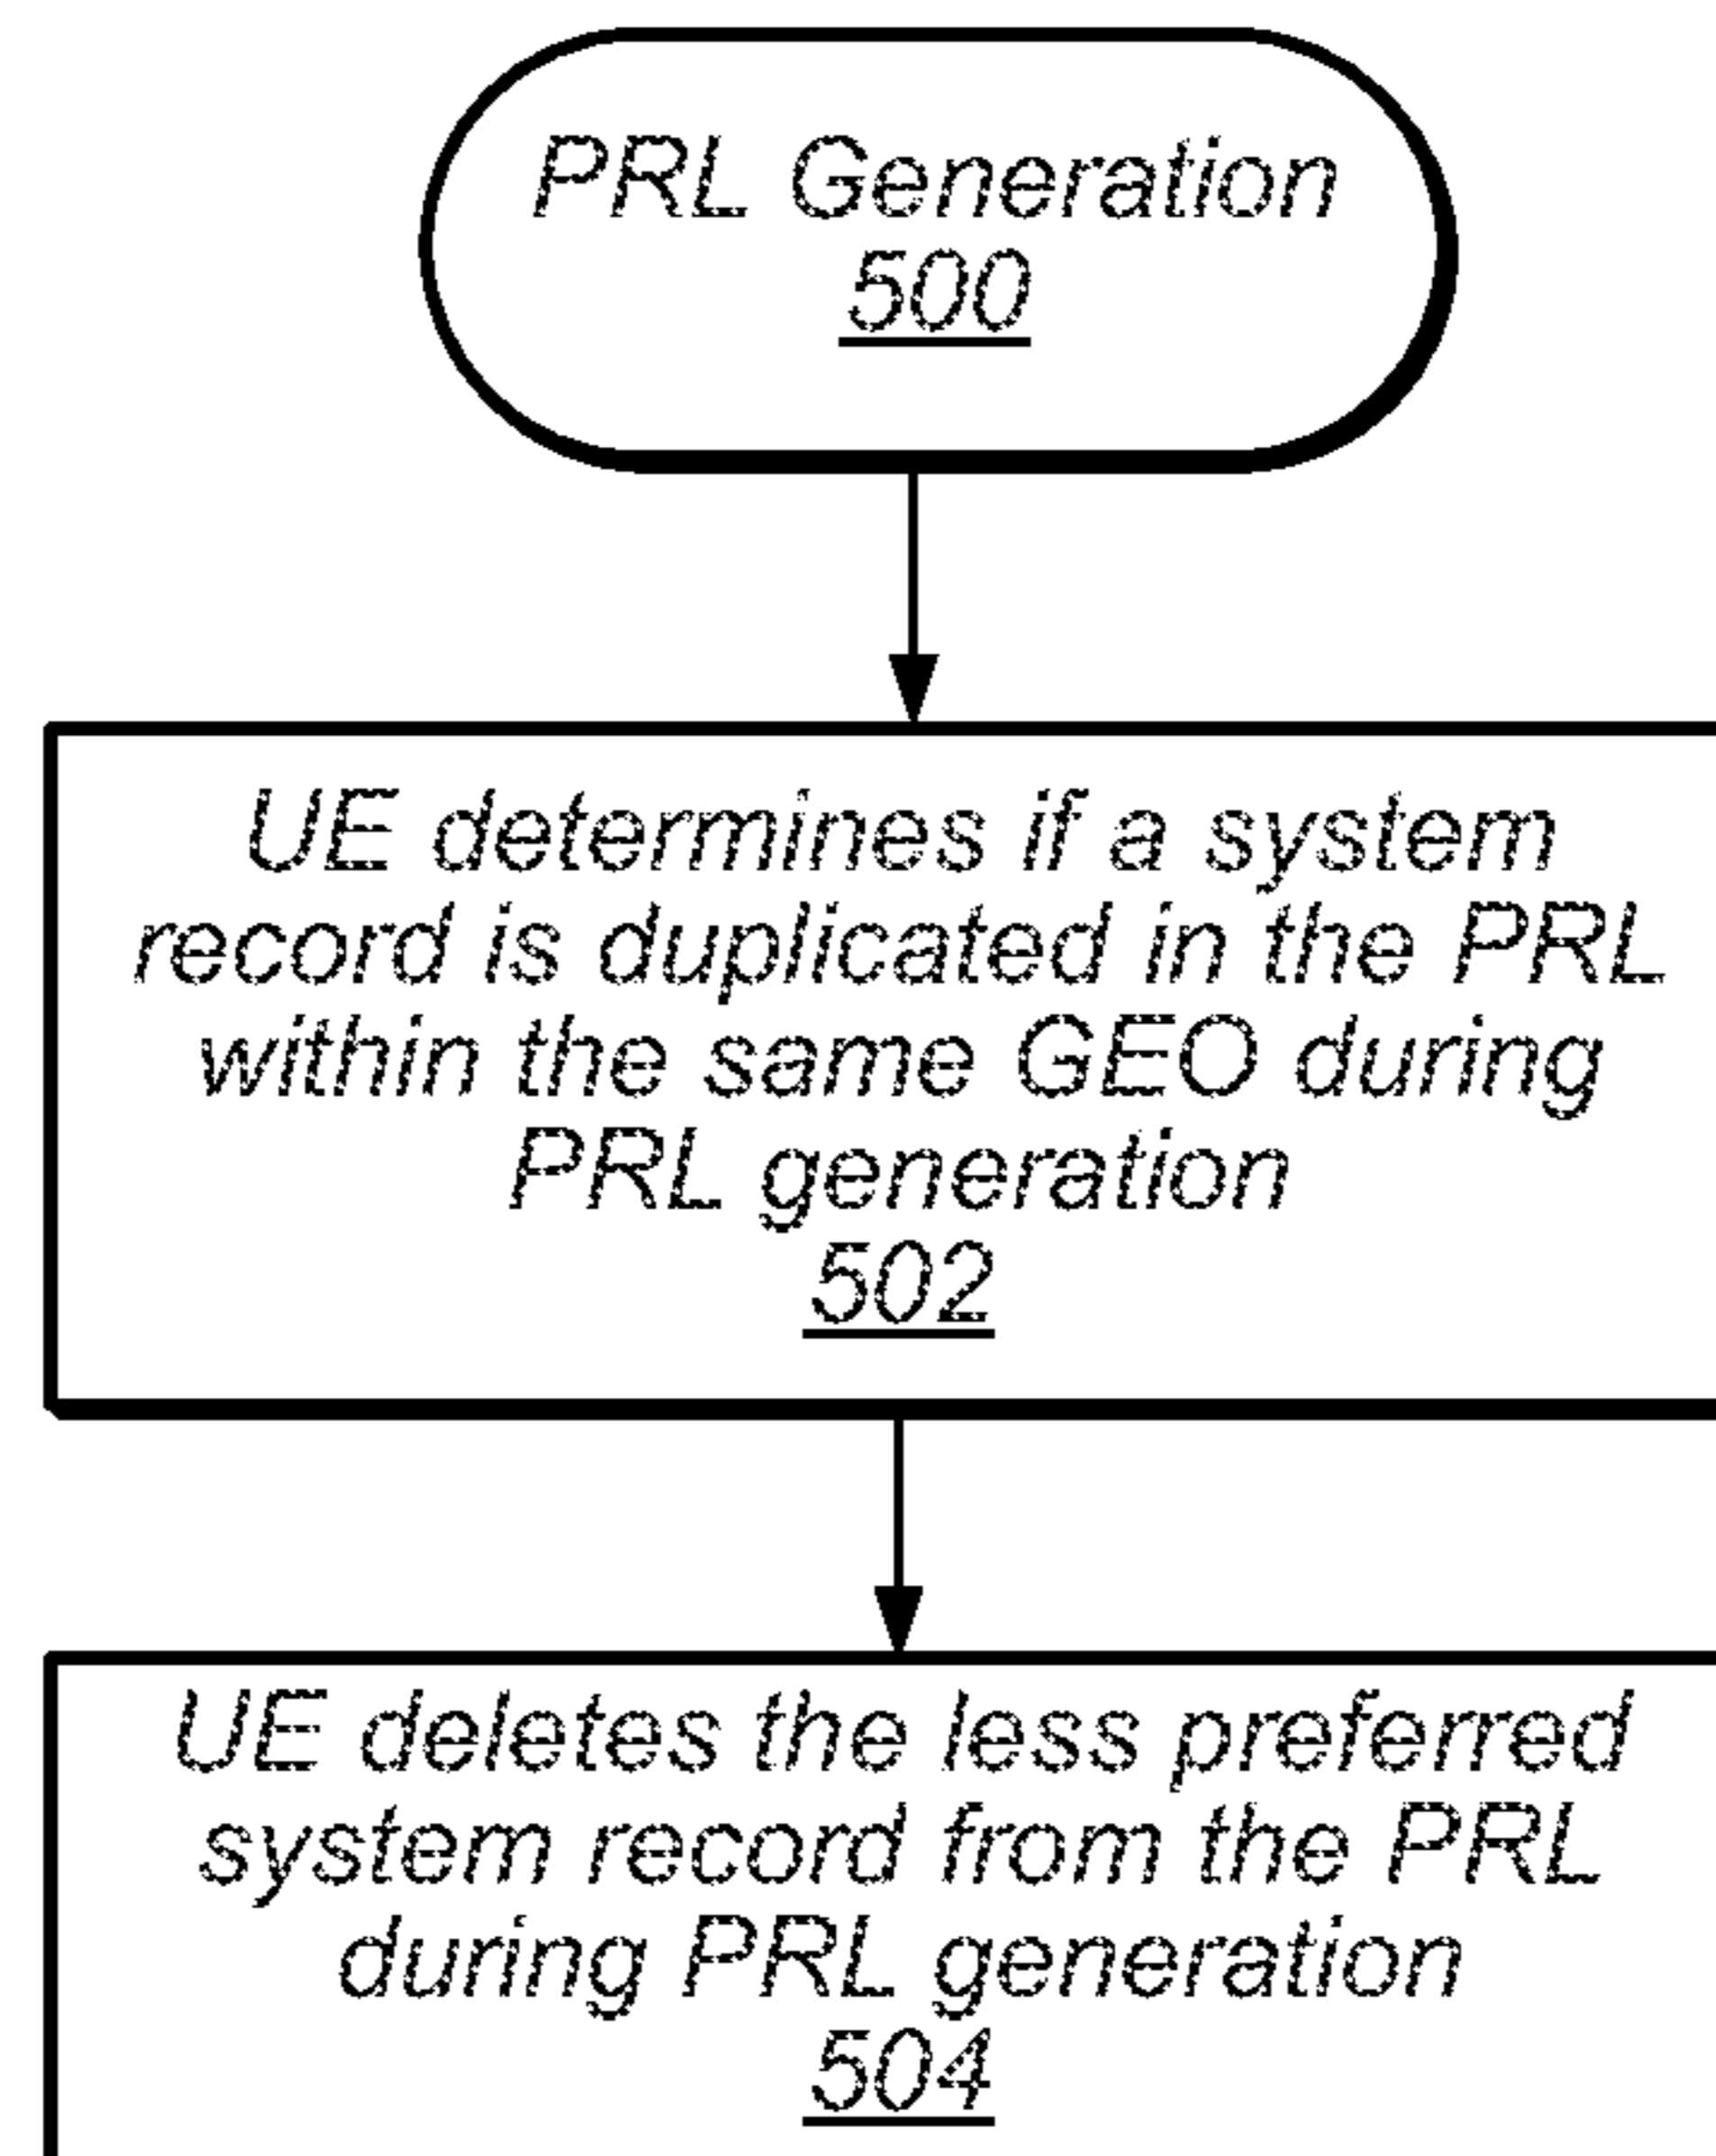 PRL Generation
500
UE determines if a system
record is duplicated in the PRL
within the same GEO during
PRL generation
502
UE deletes the less preferred
system record from the PRL
during PRL generation
504